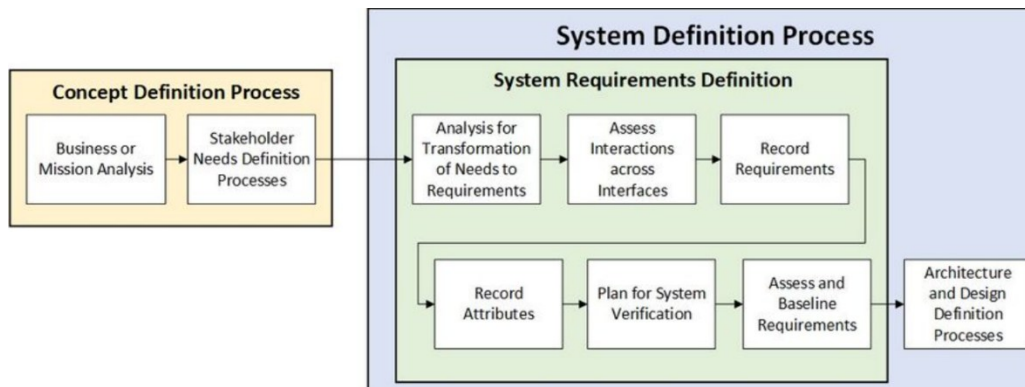 System Definition Process
Concept Definition Process
Business or
Mission Analysis
Stakeholder
Needs Definition
Processes
System Requirements Definition
Analysis for
Transformation
of Needs to
Requirements
Assess
Interactions
across
Interfaces
Record
Requirements
Record
Attributes
Plan for System
Verification
Assess and
Baseline
Requirements
Architecture
and Design
Definition
Processes